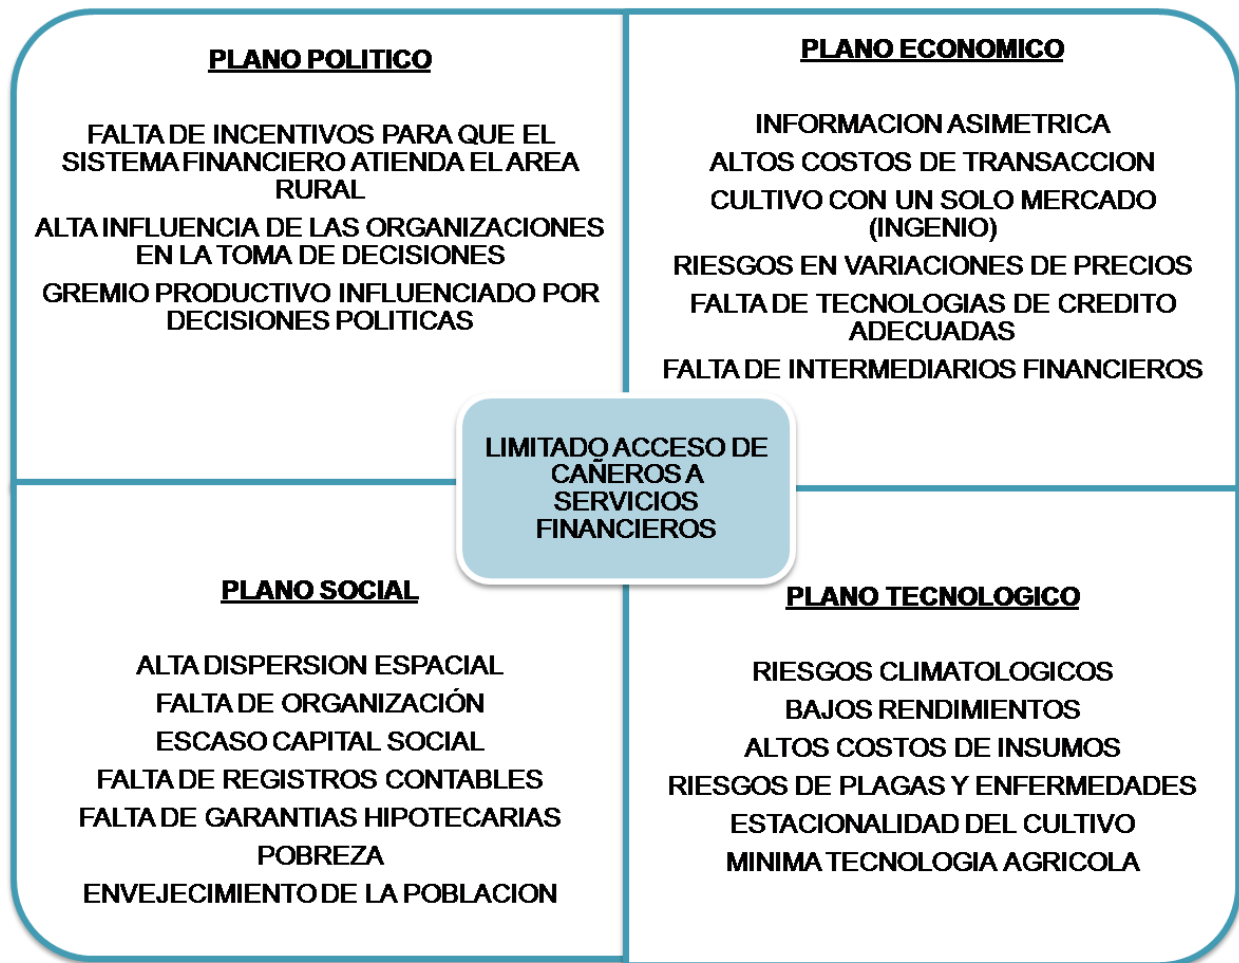 PLANO POLITICO
FALTA DE INCENTIVOS PARA QUE EL
SISTEMA FINANCIERO ATIENDA EL AREA
RURAL
ALTA INFLUENCIA DE LAS ORGANIZACIONES
EN LA TOMA DE DECISIONES
GREMIO PRODUCTIVO INFLUENCIADO POR
DECISIONES POLITICAS
PLANO ECONOMICO
INFORMACION ASIMETRICA
ALTOS COSTOS DE TRANSACCION
CULTIVO CON UN SOLO MERCADO
(INGENIO)
RIESGOS EN VARIACIONES DE PRECIOS
FALTA DE TECNOLOGIAS DE CREDITO
ADECUADAS
FALTA DE INTERMEDIARIOS FINANCIEROS
LIMITADO ACCESO DE
CAÑEROS A
SERVICIOS
FINANCIEROS
PLANO SOCIAL
ALTA DISPERSION ESPACIAL
FALTA DE ORGANIZACIÓN
ESCASO CAPITAL SOCIAL
FALTA DE REGISTROS CONTABLES
FALTA DE GARANTIAS HIPOTECARIAS
POBREZA
ENVEJECIMIENTO DE LA POBLACION
PLANO TECNOLOGICO
RIESGOS CLIMATOLOGICOS
BAJOS RENDIMIENTOS
ALTOS COSTOS DE INSUMOS
RIESGOS DE PLAGAS Y ENFERMEDADES
ESTACIONALIDAD DEL CULTIVO
MINIMA TECNOLOGIA AGRICOLA